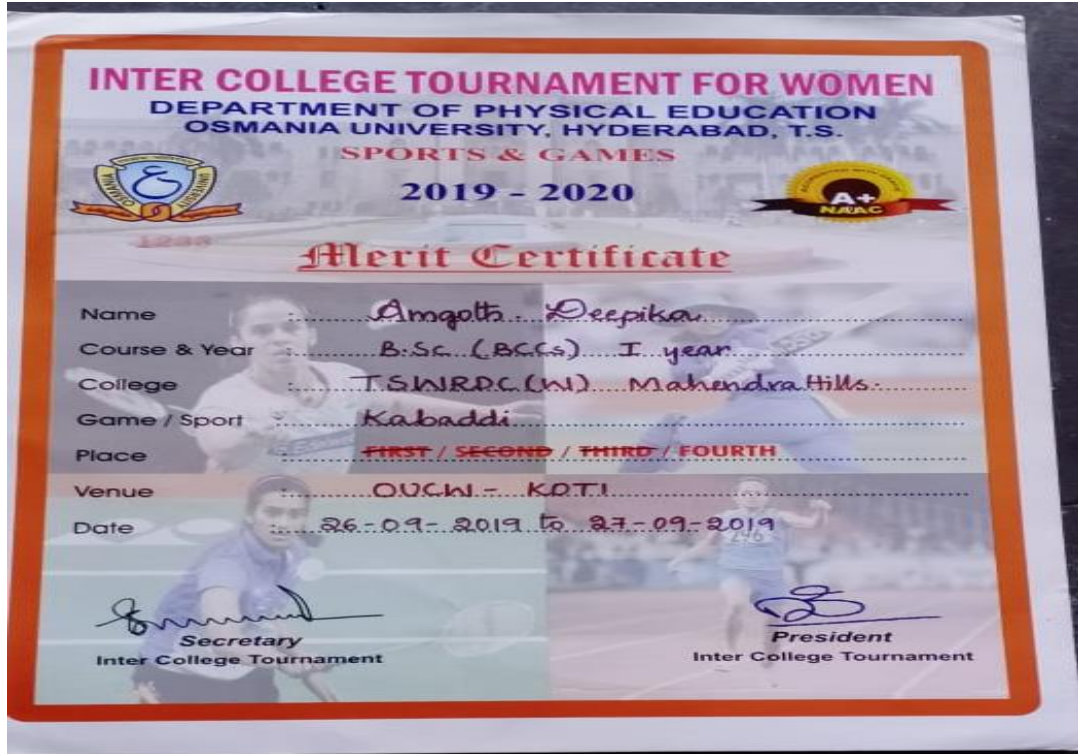 INTER COLLEGE TOURNAMENT FOR WOMEN
DEPARTMENT OF PHYSICAL EDUCATION
OSMANIA UNIVERSITY, HYDERABAD, T.S.
SPORTS & GAMES
2019 - 2020
OSMANIA UNIVERSITY
A+
NAAC
Merit Certificate
Name : Amgoth. Deepika
Course & Year : B.Sc (BCCs) I year
College : T.S.W.R.D.C (W) Mahendra Hills.
Game / Sport : Kabaddi
Place : FIRST / SECOND / THIRD / FOURTH
Venue : OUCW - KOTI
Date : 26-09-2019 to 27-09-2019
246
Secretary
Inter College Tournament
President
Inter College Tournament